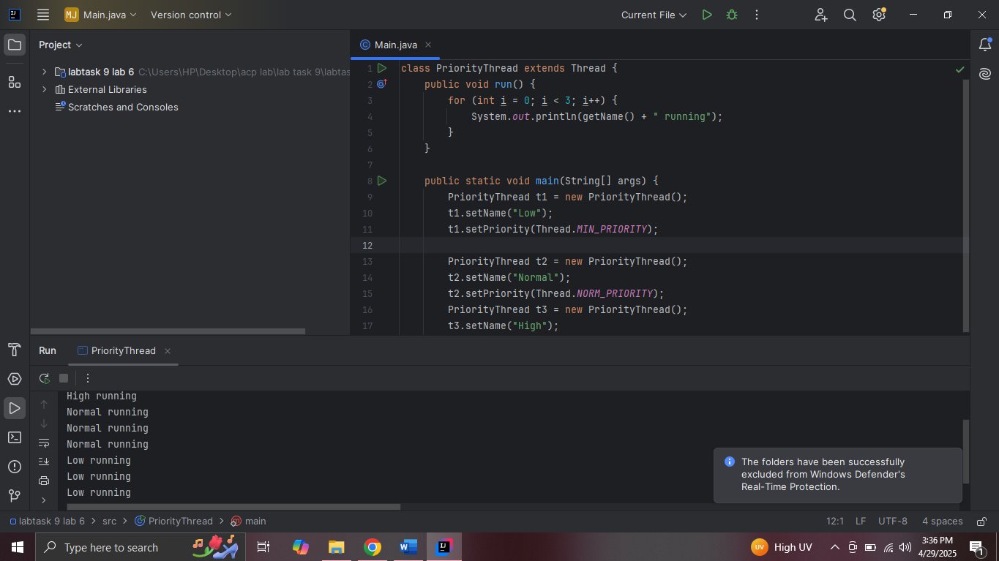 MJ Main.java Version control Current File
Project
Main.java
labtask 9 lab 6 C:\Users\HP\Desktop\acp lab\lab task 9\labtas
External Libraries
Scratches and Consoles
1 class PriorityThread extends Thread {
2 public void run() {
3 for (int i = 0; i < 3; i++) {
4 System.out.println(getName() + " running");
5 }
6 }
7
8 public static void main(String[] args) {
9 PriorityThread t1 = new PriorityThread();
10 t1.setName("Low");
11 t1.setPriority(Thread.MIN_PRIORITY);
12
13 PriorityThread t2 = new PriorityThread();
14 t2.setName("Normal");
15 t2.setPriority(Thread.NORM_PRIORITY);
16 PriorityThread t3 = new PriorityThread();
17 t3.setName("High");
Run PriorityThread
High running
Normal running
Normal running
Normal running
Low running
Low running
Low running
The folders have been successfully
excluded from Windows Defender's
Real-Time Protection.
labtask 9 lab 6 > src > PriorityThread > main 12:1 LF UTF-8 4 spaces
Type here to search
UV High UV
3:36 PM
4/29/2025
1